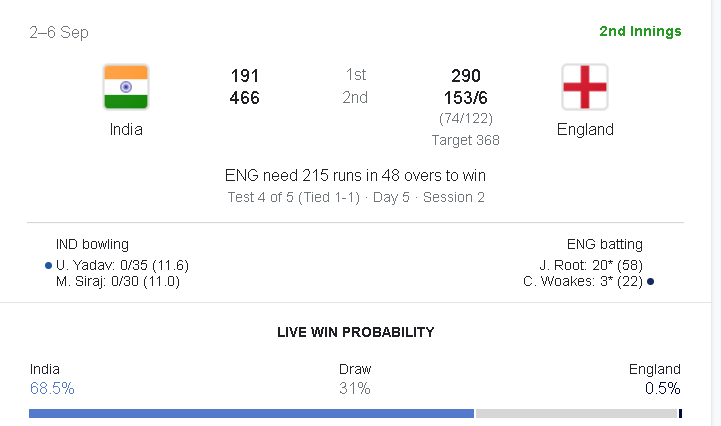 2–6 Sep 2nd Innings
191 1st 290
466 2nd 153/6
(74/122)
India Target 368 England
ENG need 215 runs in 48 overs to win
Test 4 of 5 (Tied 1-1) · Day 5 · Session 2
IND bowling ENG batting
U. Yadav: 0/35 (11.6) J. Root: 20* (58)
M. Siraj: 0/30 (11.0) C. Woakes: 3* (22)
LIVE WIN PROBABILITY
India Draw England
68.5% 31% 0.5%